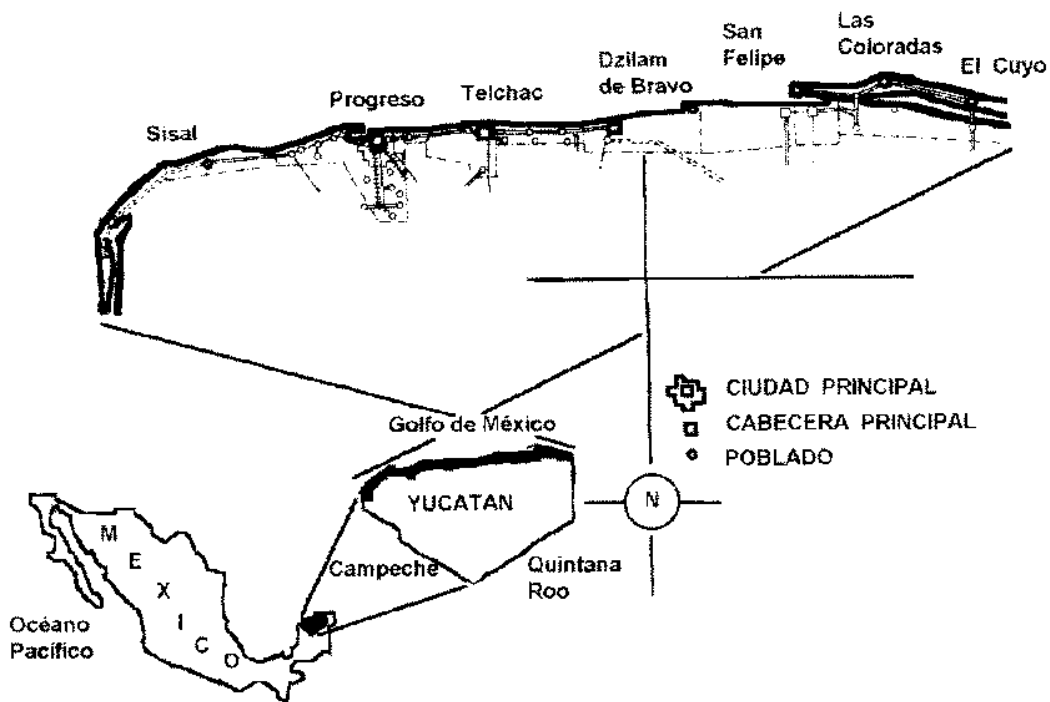 San
Felipe
Las
Coloradas
El Cuyo
Dzilam
de Bravo
Telchac
Progreso
Sisal
CIUDAD PRINCIPAL
CABECERA PRINCIPAL
POBLADO
Golfo de México
YUCATAN
N
Campeche
Quintana
Roo
M
E
X
I
C
O
Océano
Pacífico